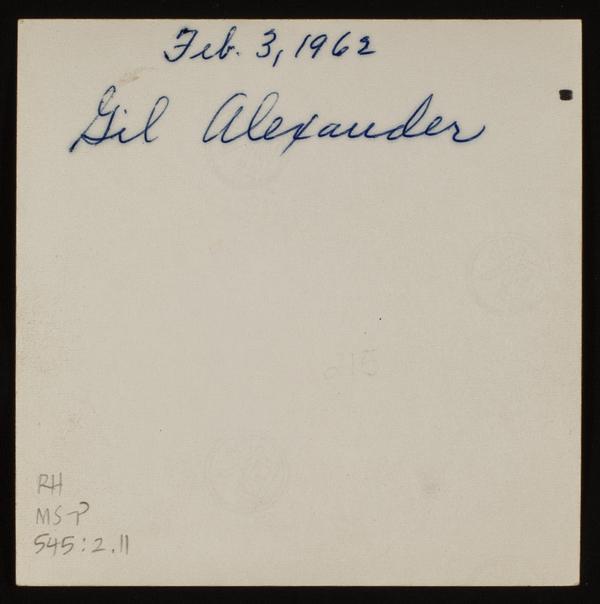 Feb. 3, 1962
Gil Alexander
RH
MS-P
545:2.11